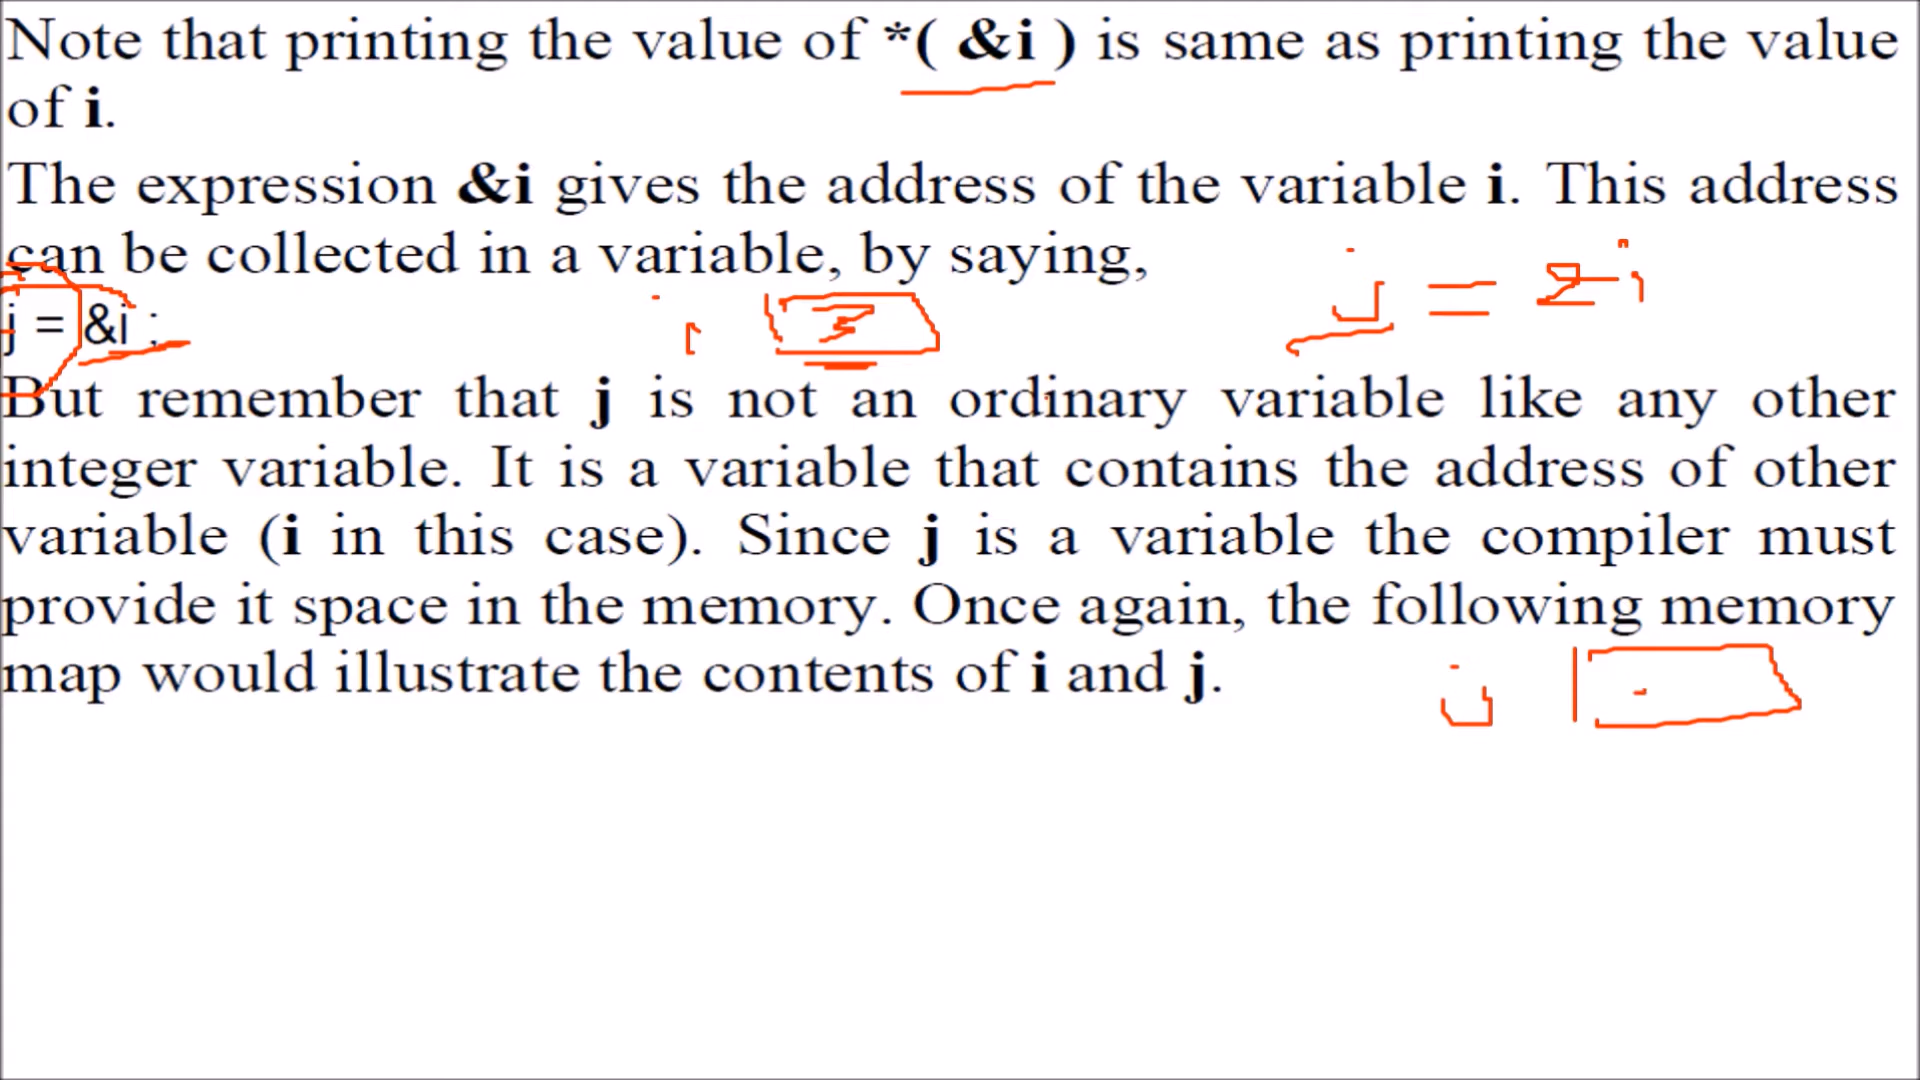 Note that printing the value of *( &i ) is same as printing the value
of i.
The expression &i gives the address of the variable i. This address
can be collected in a variable, by saying,
j = &i ;
i
j =
But remember that j is not an ordinary variable like any other
integer variable. It is a variable that contains the address of other
variable (i in this case). Since j is a variable the compiler must
provide it space in the memory. Once again, the following memory
map would illustrate the contents of i and j.
j